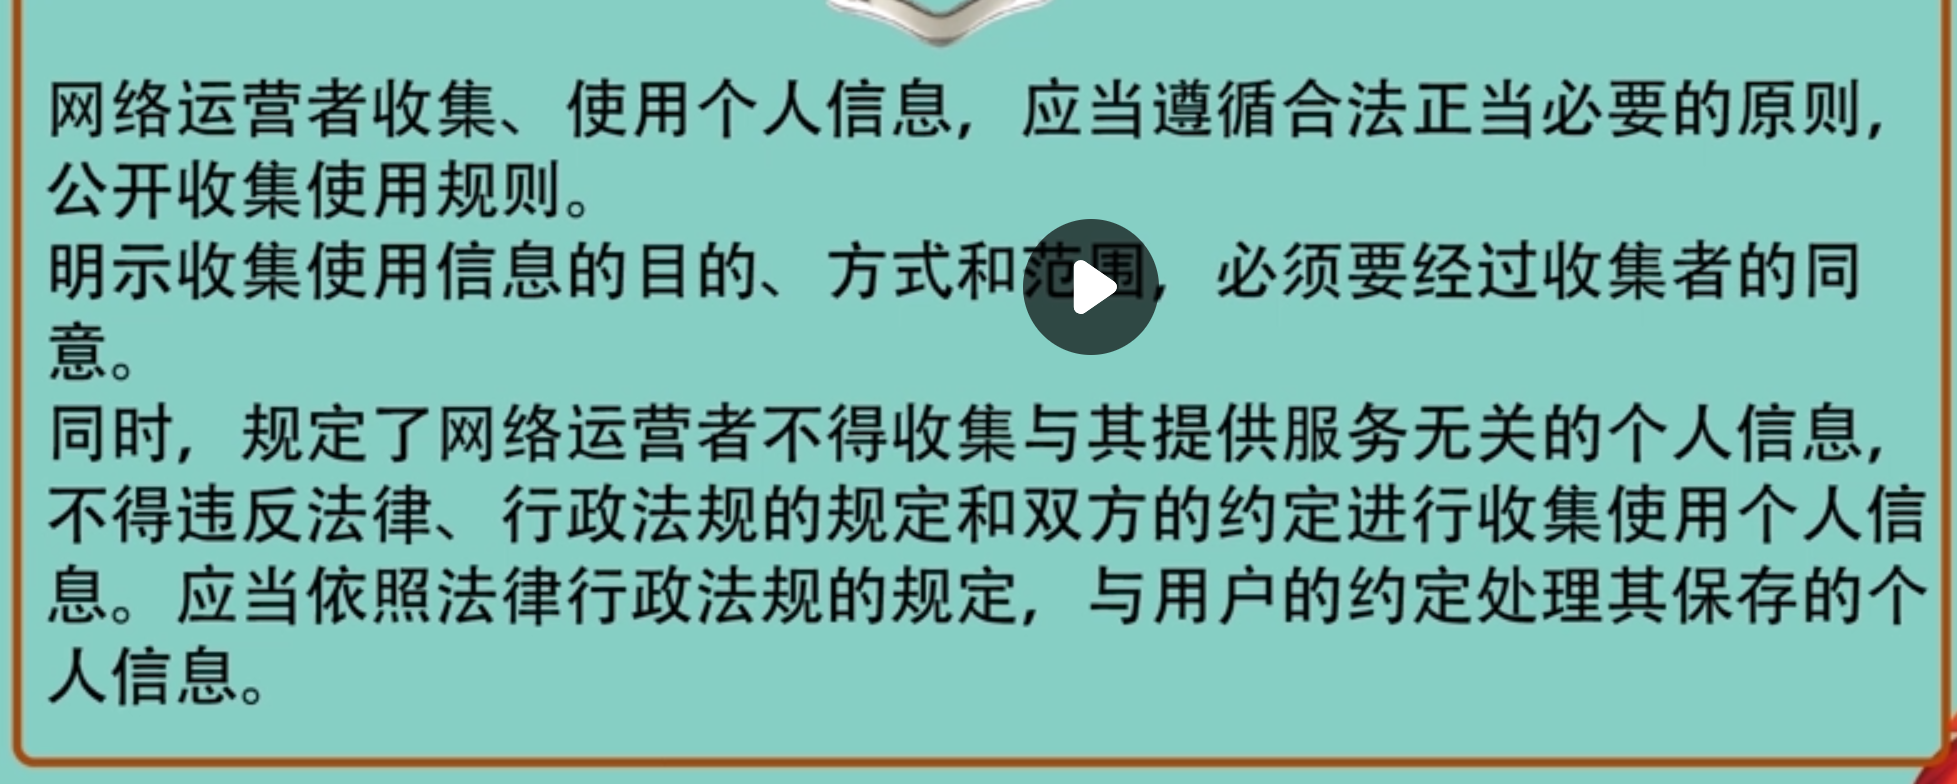 网络运营者收集、使用个人信息，应当遵循合法正当必要的原则，
公开收集使用规则。
明示收集使用信息的目的、方式和范围，必须要经过收集者的同
意。
同时，规定了网络运营者不得收集与其提供服务无关的个人信息，
不得违反法律、行政法规的规定和双方的约定进行收集使用个人信
息。应当依照法律行政法规的规定，与用户的约定处理其保存的个
人信息。